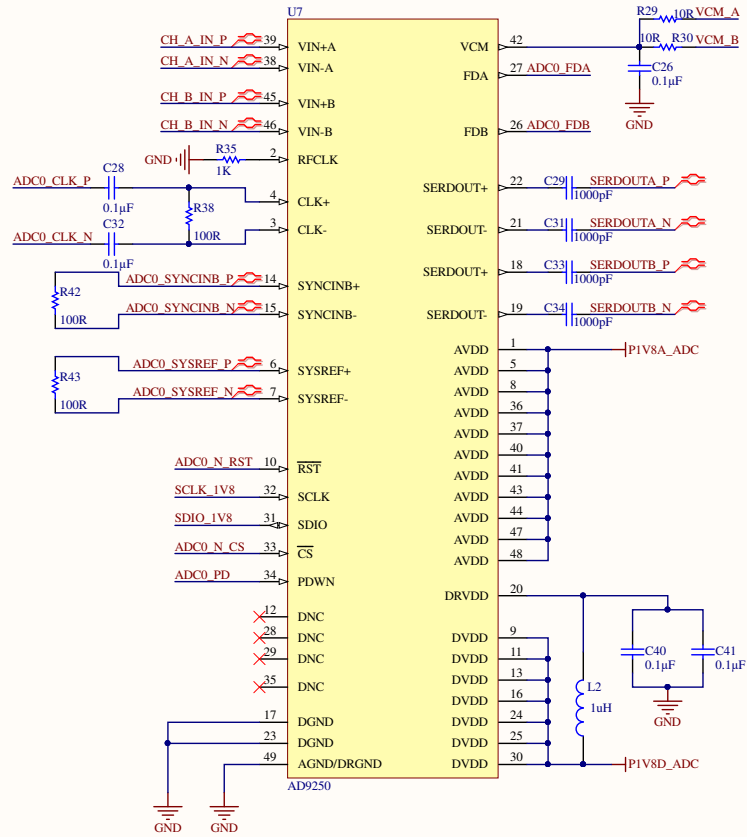 U7
R29
10R
VCM_A
10R
R30
VCM_B
C26
0.1µF
GND
CH_A_IN_P
39
VIN+A
VCM
42
CH_A_IN_N
38
VIN-A
FDA
27
ADC0_FDA
CH_B_IN_P
45
VIN+B
CH_B_IN_N
46
VIN-B
FDB
26
ADC0_FDB
GND
R35
1K
2
RFCLK
ADC0_CLK_P
C28
0.1µF
4
CLK+
SERDOUT+
22
C29
1000pF
SERDOUTA_P
R38
100R
ADC0_CLK_N
C32
0.1µF
3
CLK-
SERDOUT-
21
C31
1000pF
SERDOUTA_N
R42
100R
ADC0_SYNCINB_P
14
SYNCINB+
SERDOUT+
18
C33
1000pF
SERDOUTB_P
ADC0_SYNCINB_N
15
SYNCINB-
SERDOUT-
19
C34
1000pF
SERDOUTB_N
R43
100R
ADC0_SYSREF_P
6
SYSREF+
ADC0_SYSREF_N
7
SYSREF-
AVDD
1
P1V8A_ADC
AVDD
5
AVDD
8
AVDD
36
AVDD
37
AVDD
40
AVDD
41
AVDD
43
AVDD
44
AVDD
47
AVDD
48
ADC0_N_RST
10
RST
SCLK_1V8
32
SCLK
SDIO_1V8
31
SDIO
ADC0_N_CS
33
CS
ADC0_PD
34
PDWN
DRVDD
20
12
DNC
28
DNC
29
DNC
35
DNC
DVDD
9
DVDD
11
DVDD
13
DVDD
16
DVDD
24
DVDD
25
DVDD
30
P1V8D_ADC
L2
1uH
C40
0.1µF
C41
0.1µF
GND
17
DGND
23
DGND
49
AGND/DRGND
AD9250
GND
GND